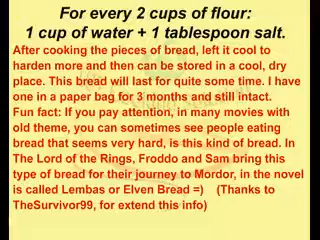 For every 2 cups of flour:
1 cup of water + 1 tablespoon salt.
After cooking the pieces of bread, left it cool to
harden more and then can be stored in a cool, dry
place. This bread will last for quite some time. I have
one in a paper bag for 3 months and still intact.
Fun fact: If you pay attention, in many movies with
old theme, you can sometimes see people eating
bread that seems very hard, is this kind of bread. In
The Lord of the Rings, Froddo and Sam bring this
type of bread for their journey to Mordor, in the novel
is called Lembas or Elven Bread =) (Thanks to
TheSurvivor99, for extend this info)